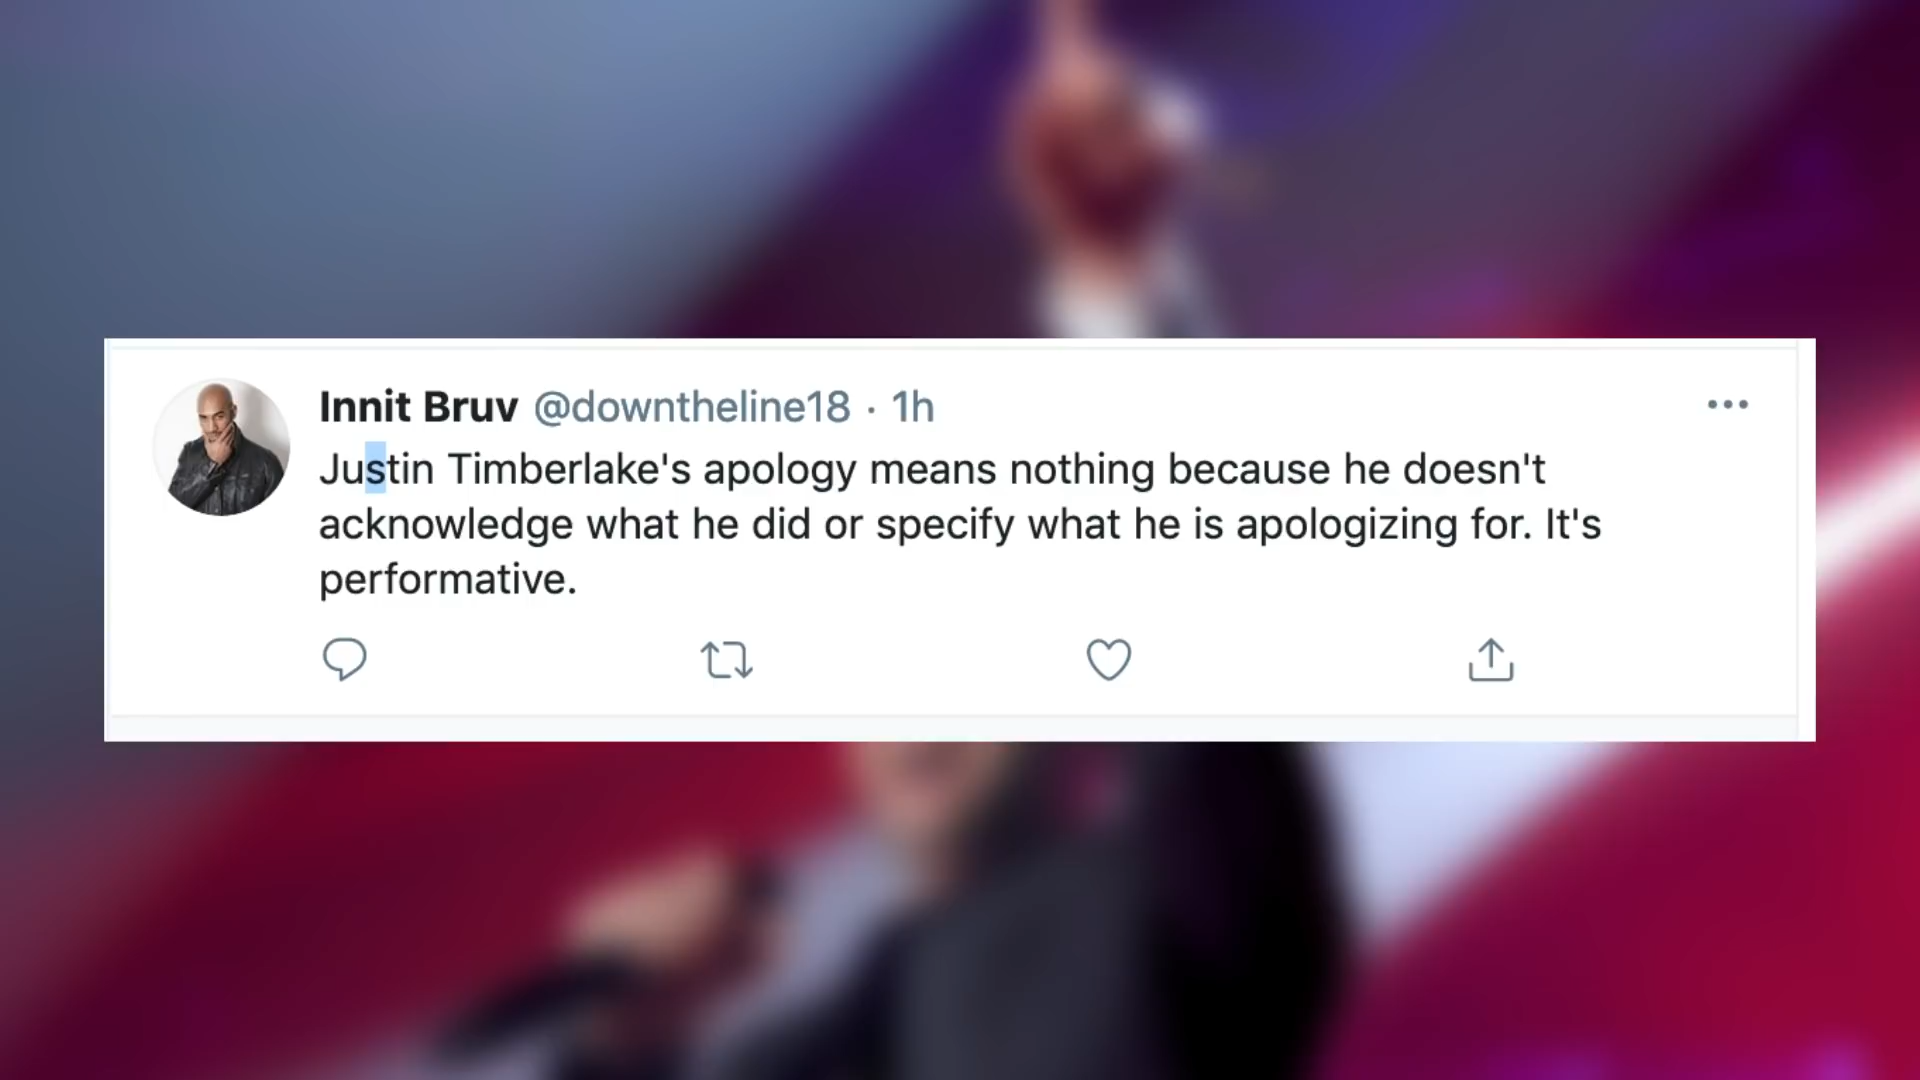 Innit Bruv @downtheline18 · 1h
Justin Timberlake's apology means nothing because he doesn't
acknowledge what he did or specify what he is apologizing for. It's
performative.